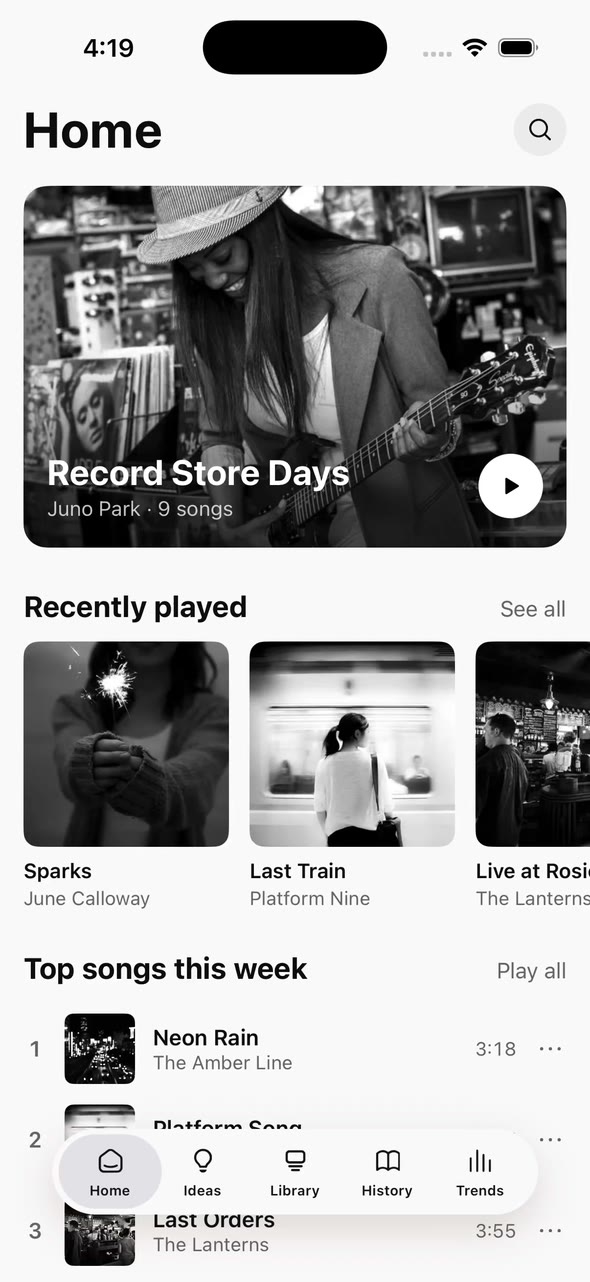 4:19
Home
Record Store Days
Juno Park · 9 songs
Recently played
See all
Sparks
June Calloway
Last Train
Platform Nine
Live at Rosie
The Lanterns
Top songs this week
Play all
1
Neon Rain
The Amber Line
3:18
2
Platform Song
Home
Ideas
Library
History
Trends
3
Last Orders
The Lanterns
3:55